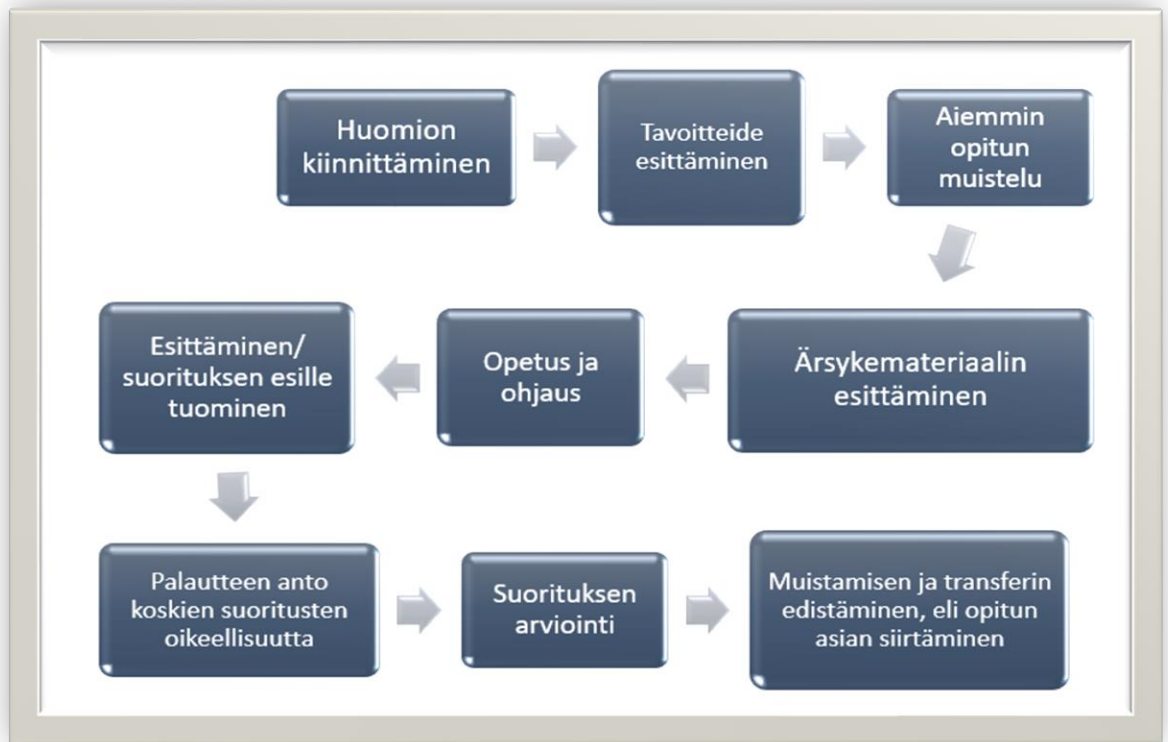 Huomion
kiinnittäminen
Tavoitteide
esittäminen
Aiemmin
opitun
muistelu
Ärsykemateriaalin
esittäminen
Opetus ja
ohjaus
Esittäminen/
suorituksen esille
tuominen
Palautteen anto
koskien suoritusten
oikeellisuutta
Suorituksen
arviointi
Muistamisen ja transferin
edistäminen, eli opitun
asian siirtäminen